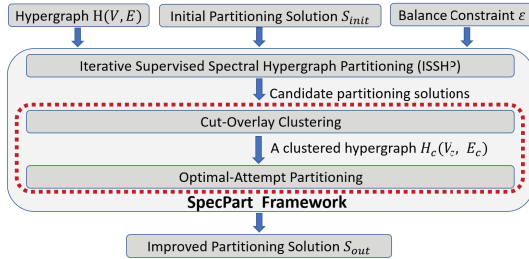 Hypergraph H(V, E)
Initial Partitioning Solution S_init
Balance Constraint ε
Iterative Supervised Spectral Hypergraph Partitioning (ISSHP)
Candidate partitioning solutions
Cut-Overlay Clustering
A clustered hypergraph H_c(V_c, E_c)
Optimal-Attempt Partitioning
SpecPart Framework
Improved Partitioning Solution S_out